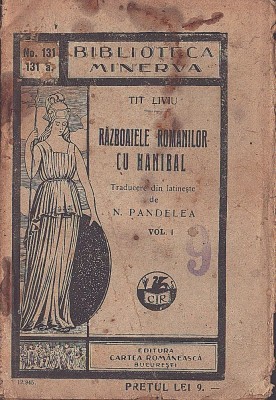 No. 131
131 a.
BIBLIOTECA
MINERVA
TIT LIVIU
RĂZBOAIELE ROMANILOR
CU HANIBAL
Traducere din latinește
de
N. PANDELEA
VOL. I
9
CR
EDITURA
CARTEA ROMÂNEASCĂ
BUCUREȘTI
PREȚUL LEI 9. —